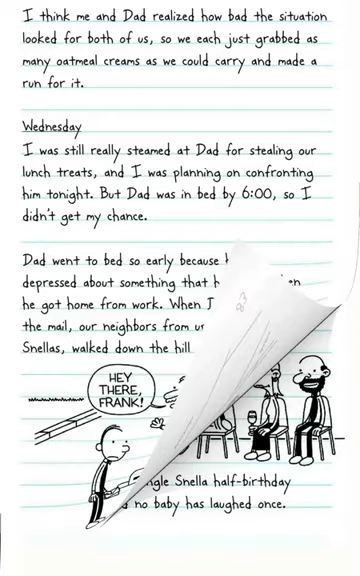 I think me and Dad realized how bad the situation
looked for both of us, so we each just grabbed as
many oatmeal creams as we could carry and made a
run for it.
Wednesday
I was still really steamed at Dad for stealing our
lunch treats, and I was planning on confronting
him tonight. But Dad was in bed by 6:00, so I
didn't get my chance.
Dad went to bed so early because
depressed about something that
he got home from work. When
the mail, our neighbors from
Snellas, walked down the hill
HEY
THERE,
FRANK!
Snella half-birthday
no baby has laughed once.